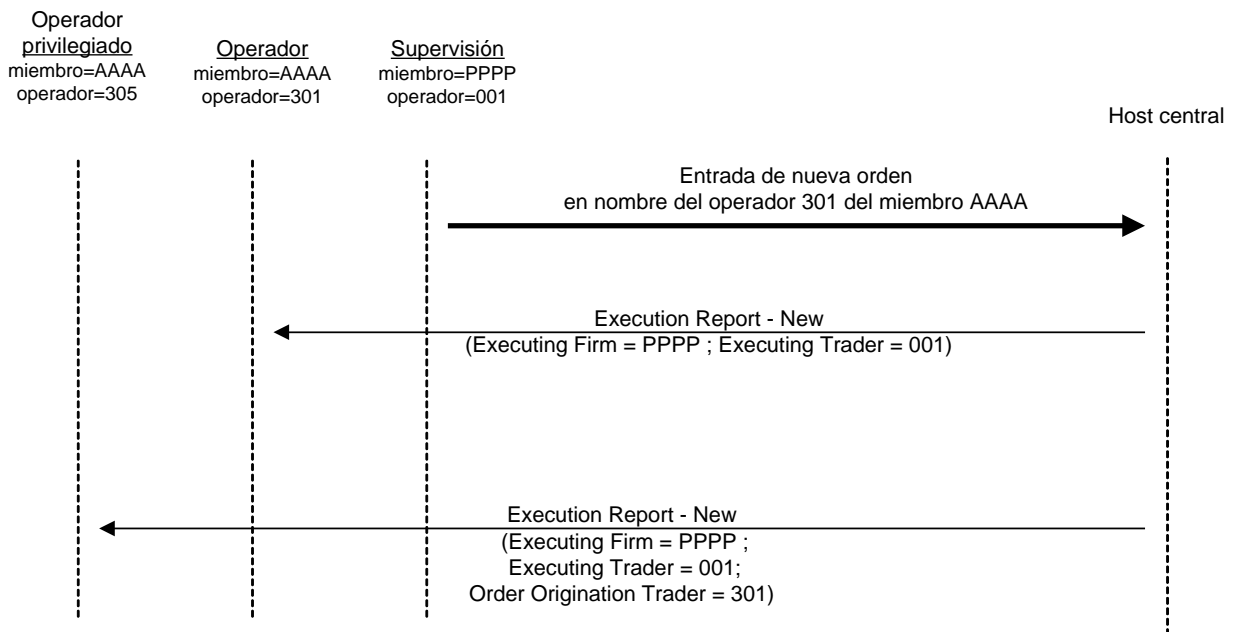 Operador
privilegiado
miembro=AAAA
operador=305
Operador
miembro=AAAA
operador=301
Supervisión
miembro=PPPP
operador=001
Host central
Entrada de nueva orden
en nombre del operador 301 del miembro AAAA
Execution Report - New
(Executing Firm = PPPP ; Executing Trader = 001)
Execution Report - New
(Executing Firm = PPPP ;
Executing Trader = 001;
Order Origination Trader = 301)